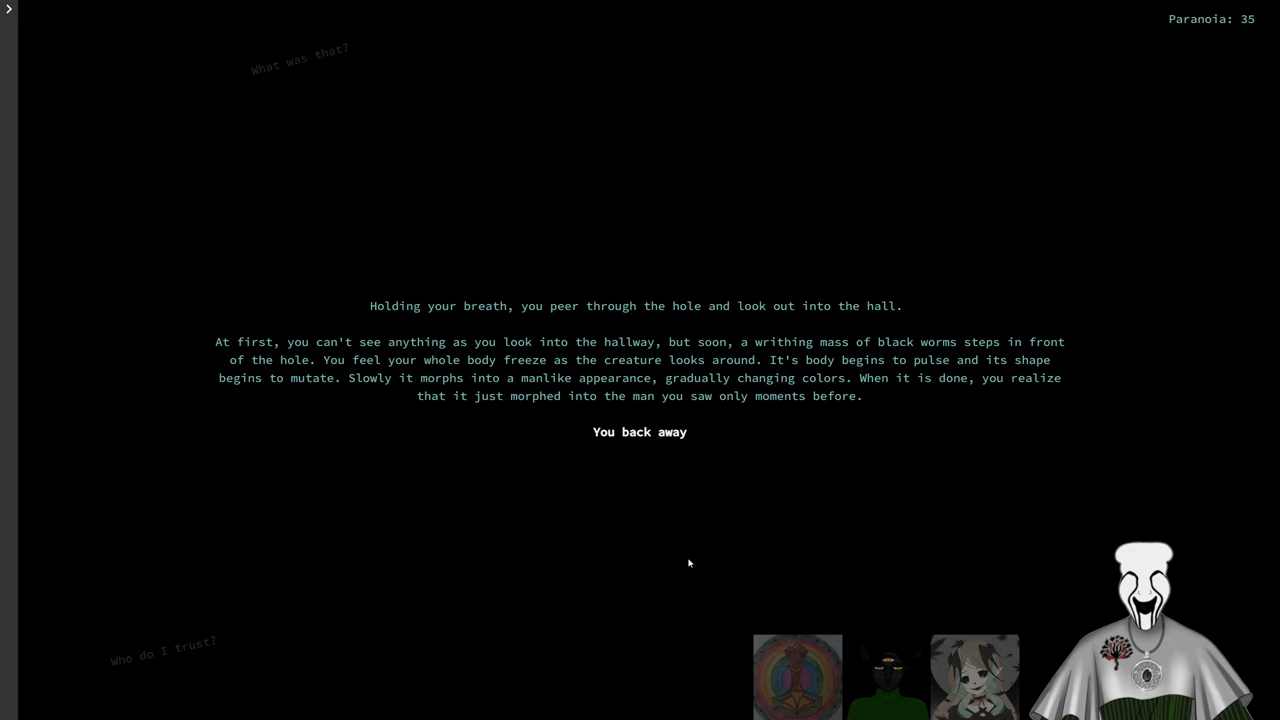 Paranoia: 35
What was that?
Holding your breath, you peer through the hole and look out into the hall.
At first, you can't see anything as you look into the hallway, but soon, a writhing mass of black worms steps in front
of the hole. You feel your whole body freeze as the creature looks around. It's body begins to pulse and its shape
begins to mutate. Slowly it morphs into a manlike appearance, gradually changing colors. When it is done, you realize
that it just morphed into the man you saw only moments before.
You back away
Who do I trust?